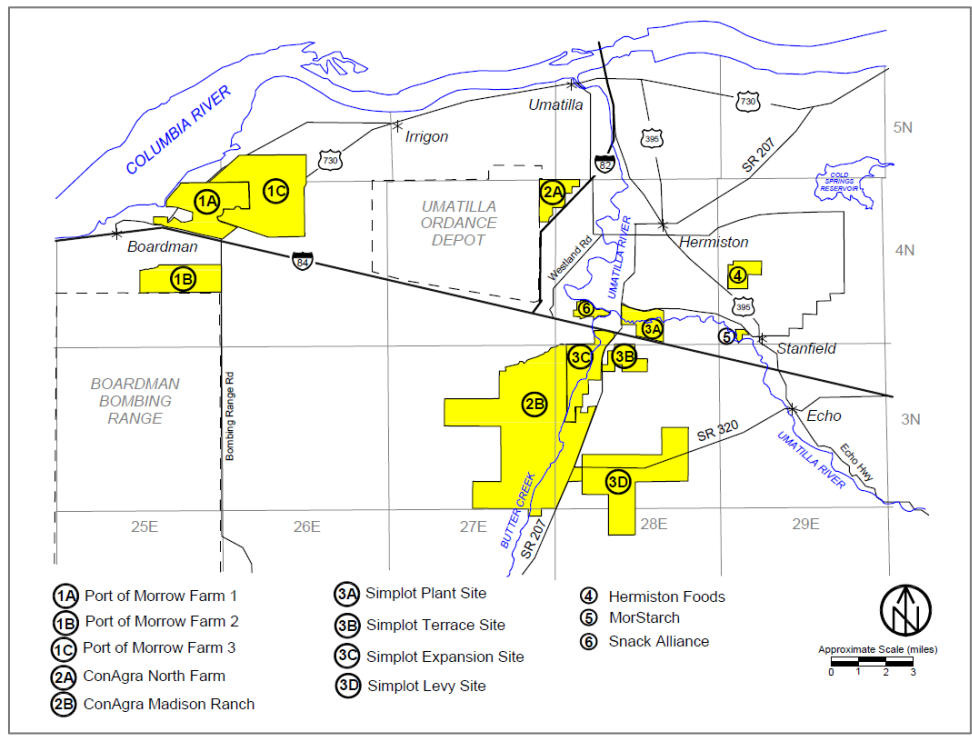 COLUMBIA RIVER
Umatilla
730
395
SR 207
5N
Irrigon
730
82
COLD
SPRINGS
RESERVOIR
1A
1C
2A
UMATILLA
ORDANCE
DEPOT
UMATILLA RIVER
Hermiston
4N
Boardman
84
Westland Rd
1B
4
395
6
3A
5
Stanfield
3C
3B
BOARDMAN
BOMBING
RANGE
Bombing Range Rd
2B
SR 320
Echo
3N
Echo Hwy
UMATILLA RIVER
3D
BUTTER CREEK
SR 207
25E
26E
27E
28E
29E
1A Port of Morrow Farm 1
1B Port of Morrow Farm 2
1C Port of Morrow Farm 3
2A ConAgra North Farm
2B ConAgra Madison Ranch
3A Simplot Plant Site
3B Simplot Terrace Site
3C Simplot Expansion Site
3D Simplot Levy Site
4 Hermiston Foods
5 MorStarch
6 Snack Alliance
N
Approximate Scale (miles)
0 1 2 3